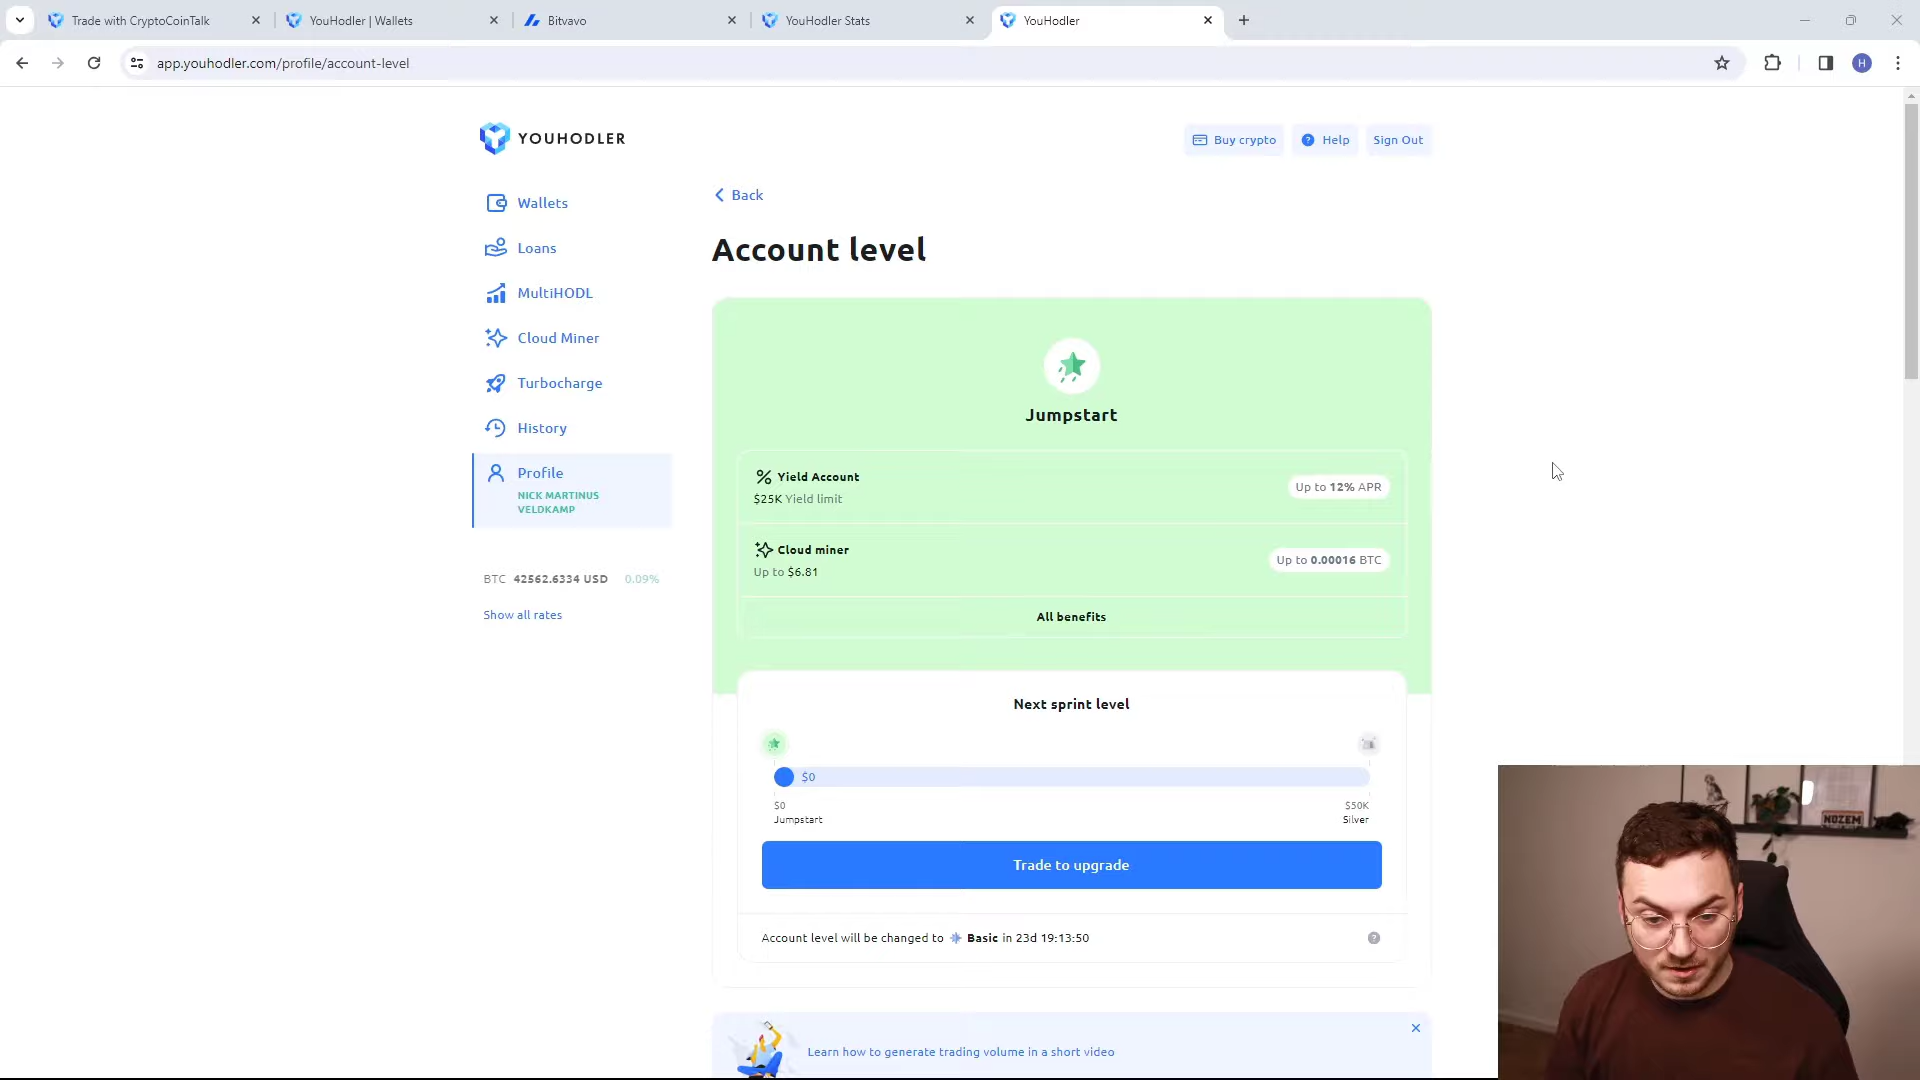 Trade with CryptoCoinTalk
YouHodler | Wallets
Bitvavo
YouHodler Stats
YouHodler
app.youhodler.com/profile/account-level
H
YOUHODLER
Buy crypto
Help
Sign Out
Wallets
Loans
MultiHODL
Cloud Miner
Turbocharge
History
Profile
NICK MARTINUS
VELDKAMP
BTC 42562.6334 USD 0.09%
Show all rates
Back
Account level
Jumpstart
Yield Account
$25K Yield limit
Up to 12% APR
Cloud miner
Up to $6.81
Up to 0.00016 BTC
All benefits
Next sprint level
$0
$0
Jumpstart
$50K
Silver
Trade to upgrade
Account level will be changed to Basic in 23d 19:13:50
?
Learn how to generate trading volume in a short video
NOZEM